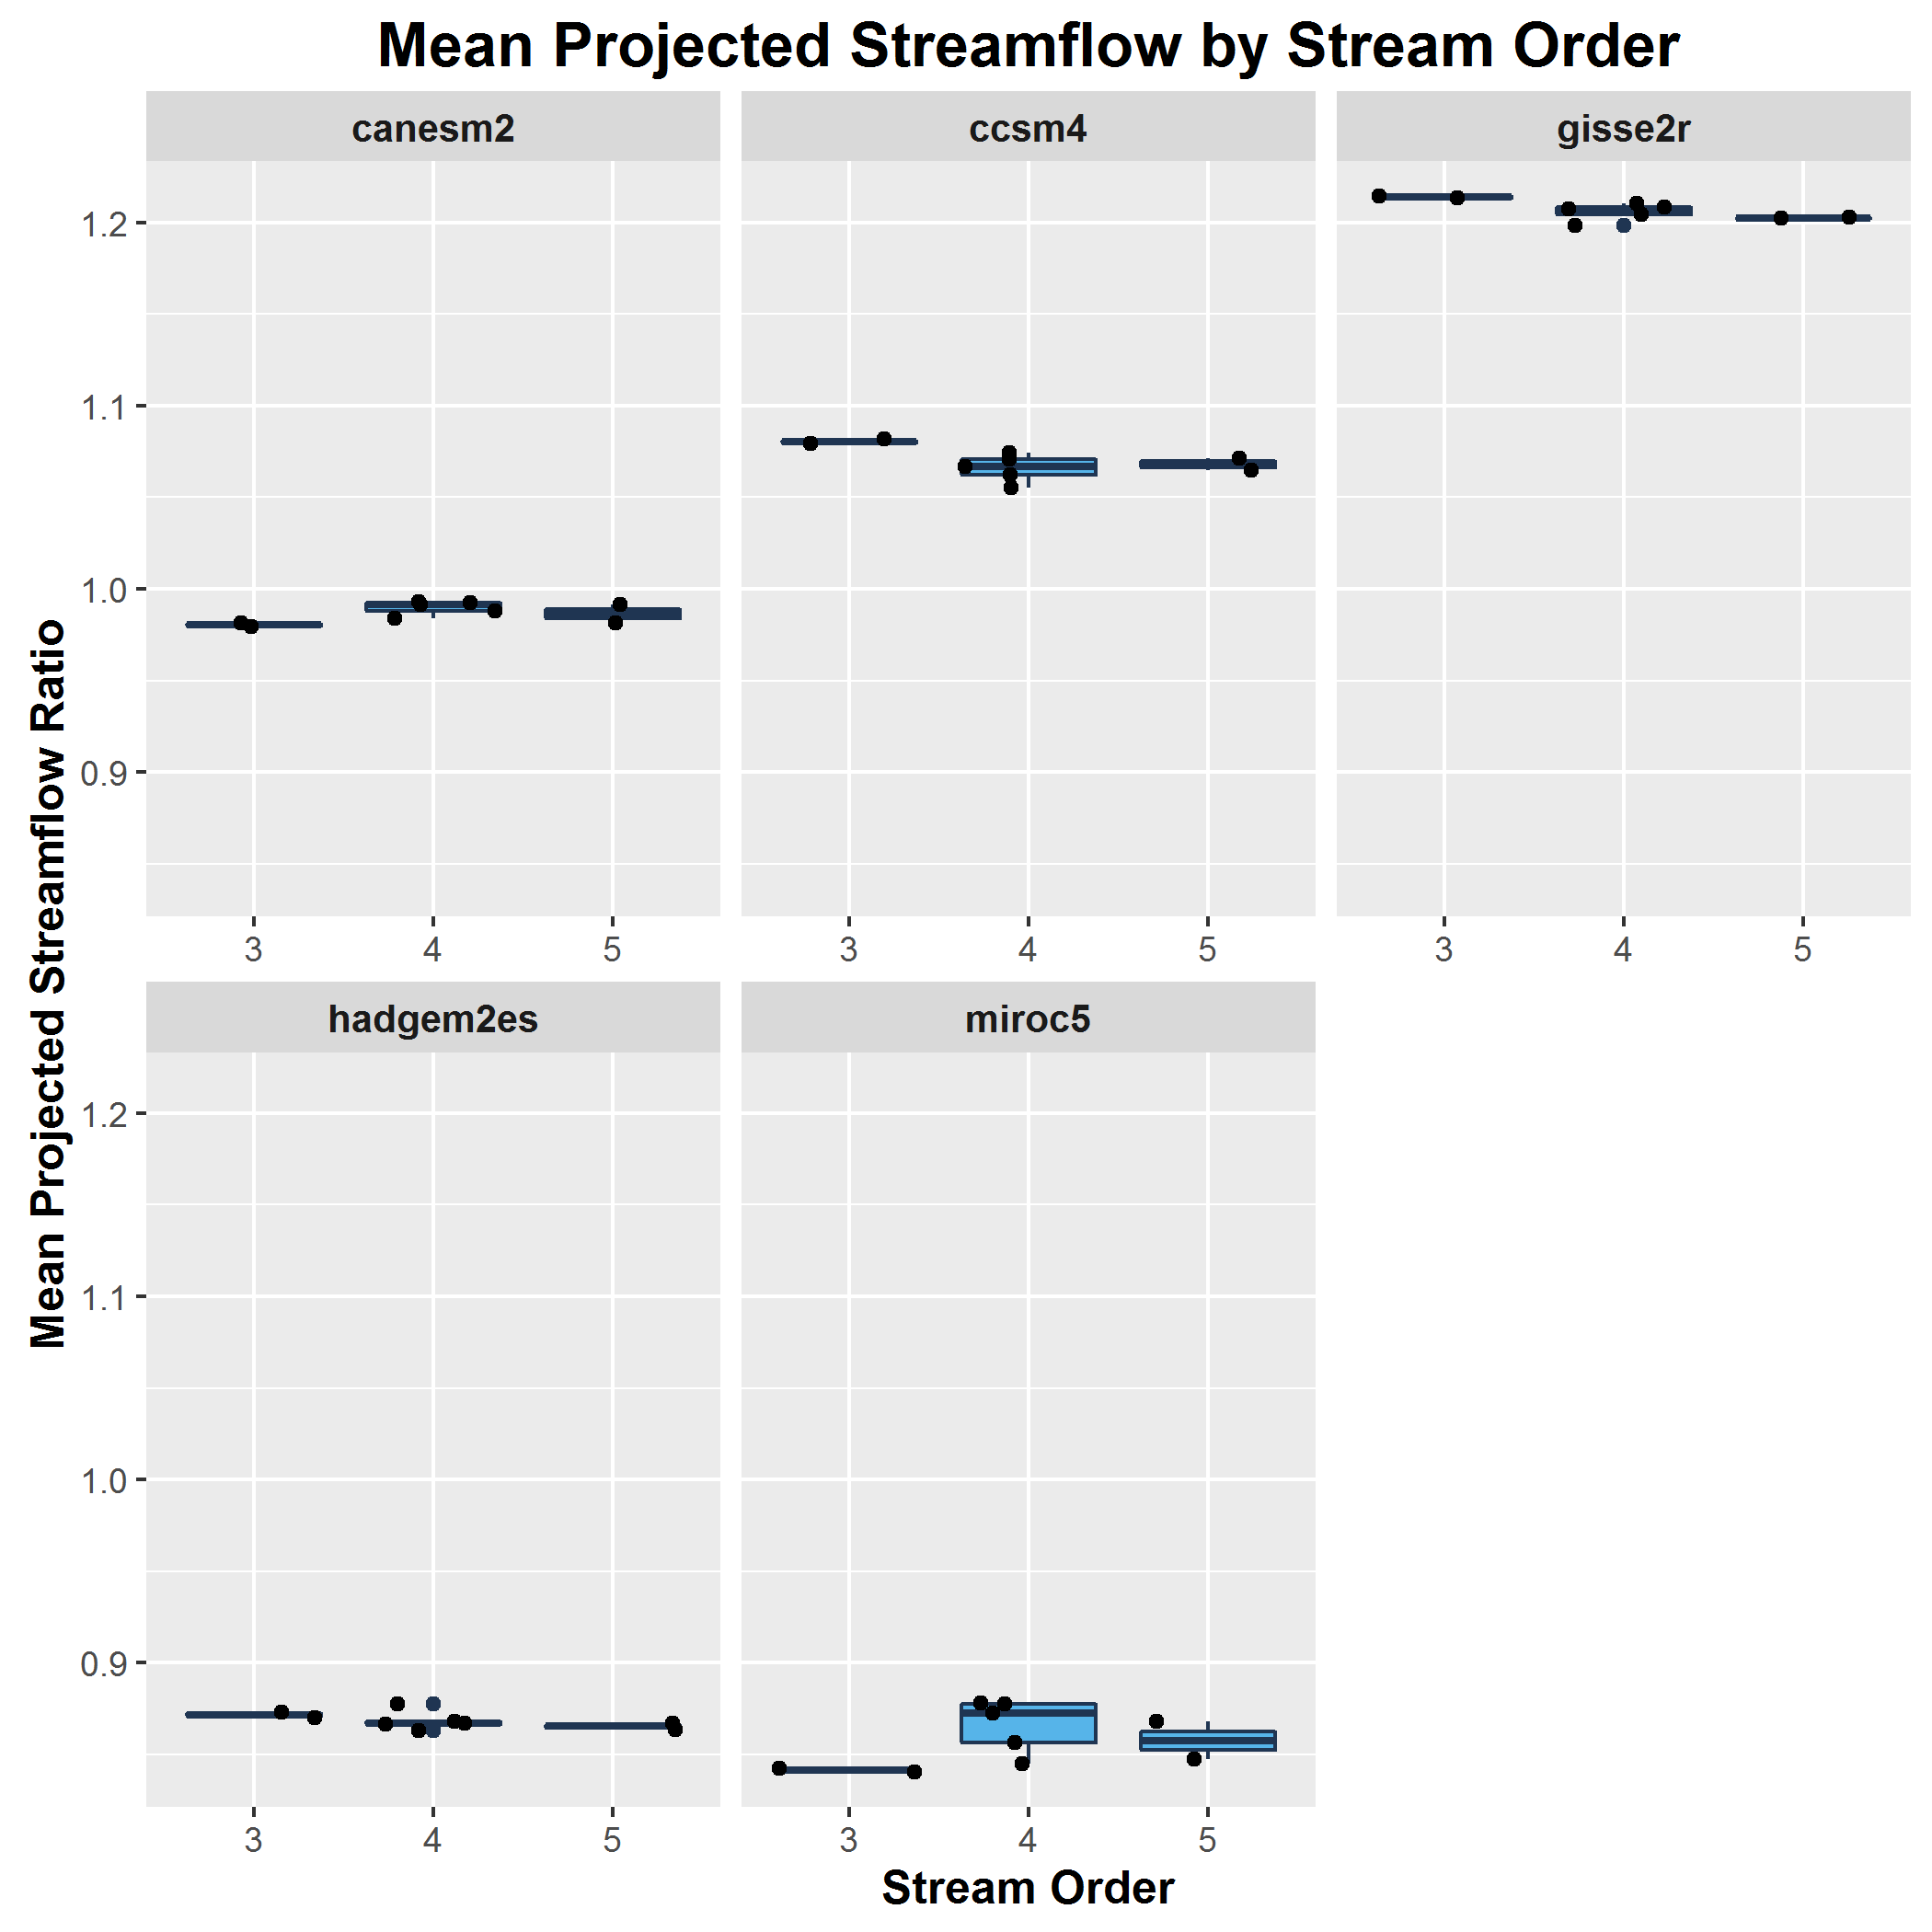 Mean Projected Streamflow by Stream Order
canesm2
ccsm4
gisse2r
1.2
1.1
1.0
0.9
3 4 5
3 4 5
3 4 5
Mean Projected Streamflow Ratio
hadgem2es
miroc5
1.2
1.1
1.0
0.9
3 4 5
3 4 5
Stream Order